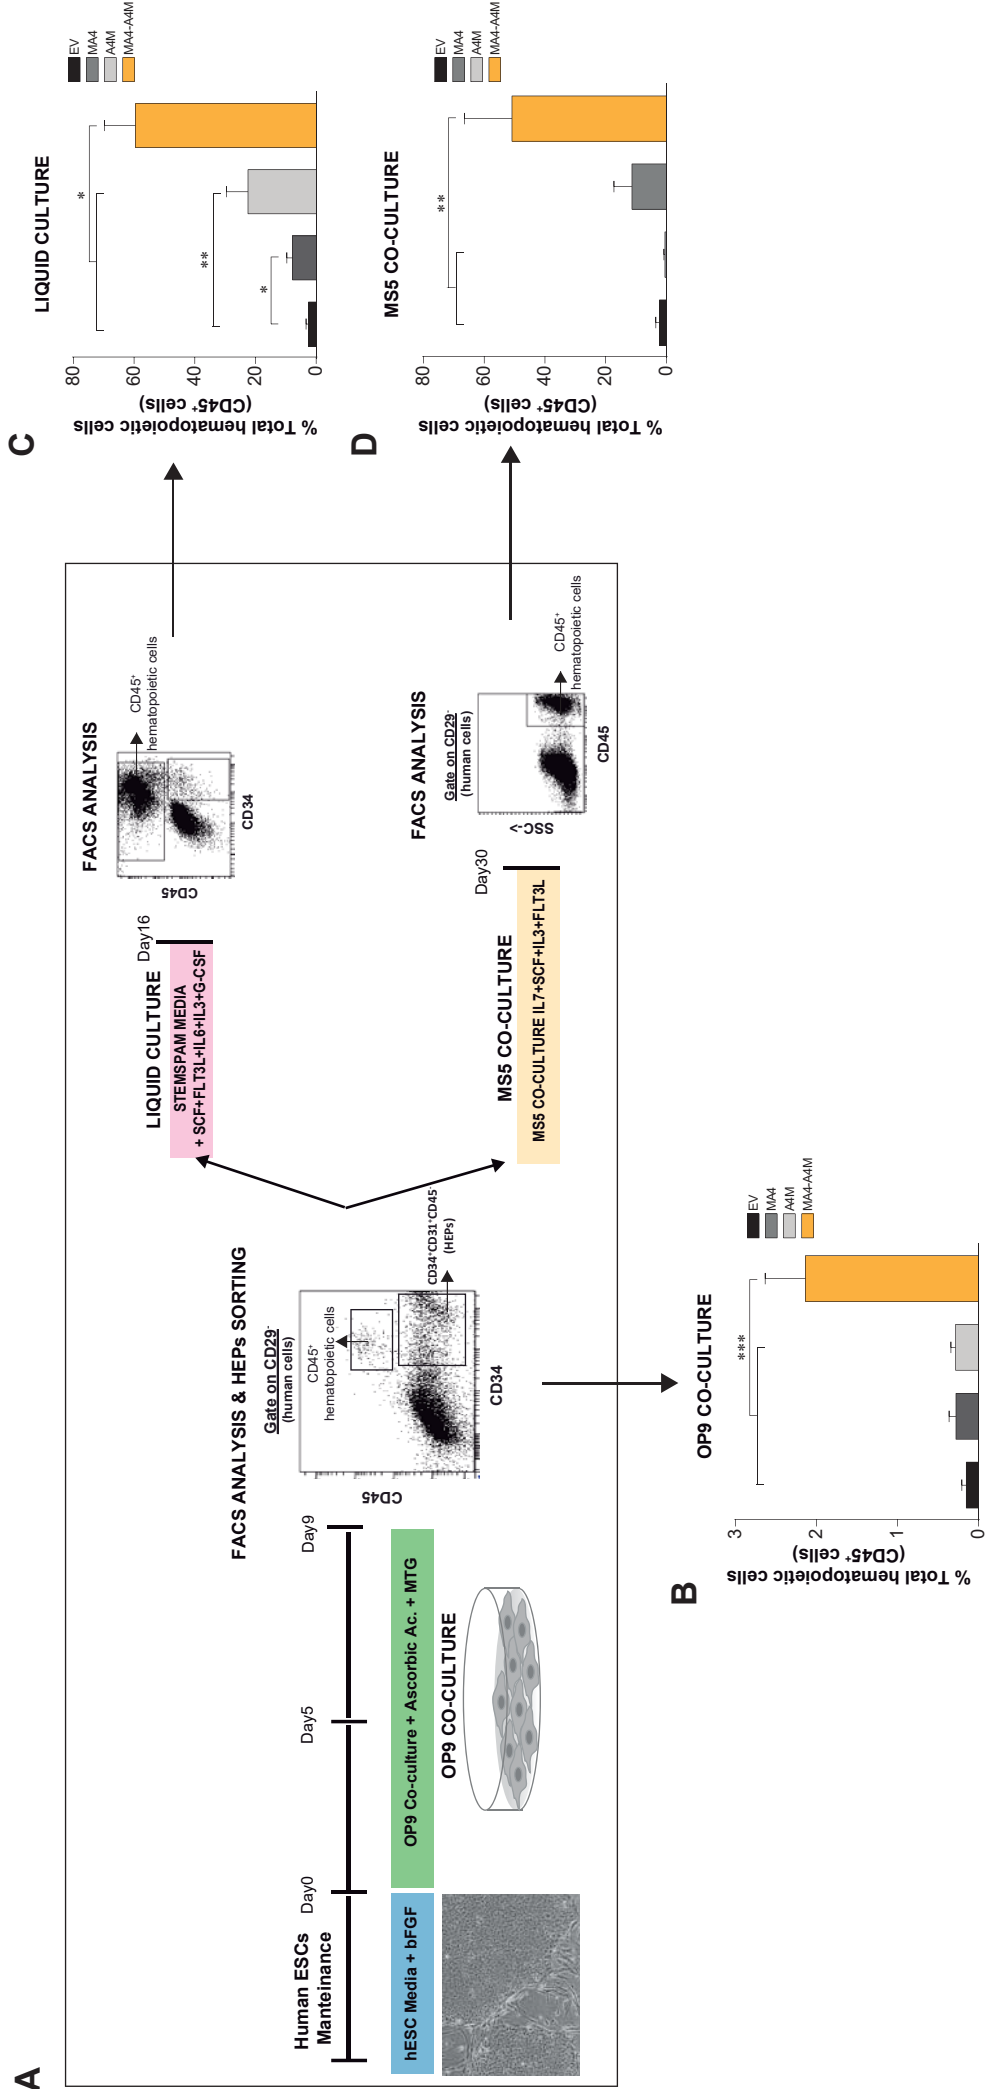 A
Human ESCs
Manteinance
Day0
Day5
Day9
hESC Media + bFGF
OP9 Co-culture + Ascorbic Ac. + MTG
OP9 CO-CULTURE
FACS ANALYSIS & HEPs SORTING
Gate on CD29-
(human cells)
CD45+
hematopoietic cells
CD45
CD34
CD34+CD31+CD45-
(HEPs)
LIQUID CULTURE
Day16
STEMSPAM MEDIA
+ SCF+FLT3L+IL6+IL3+G-CSF
FACS ANALYSIS
CD45+
hematopoietic cells
CD45
CD34
MS5 CO-CULTURE
Day30
MS5 CO-CULTURE IL7+SCF+IL3+FLT3L
FACS ANALYSIS
Gate on CD29-
(human cells)
CD45+
hematopoietic cells
SSC->
CD45
B
OP9 CO-CULTURE
% Total hematopoietic cells
(CD45+ cells)
3
2
1
0
***
EV
MA4
A4M
MA4-A4M
C
LIQUID CULTURE
% Total hematopoietic cells
(CD45+ cells)
80
60
40
20
0
*
**
*
EV
MA4
A4M
MA4-A4M
D
MS5 CO-CULTURE
% Total hematopoietic cells
(CD45+ cells)
80
60
40
20
0
**
EV
MA4
A4M
MA4-A4M